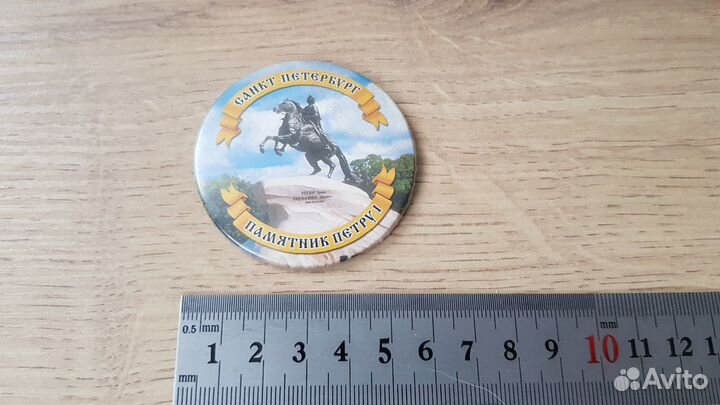 САНКТ-ПЕТЕРБУРГ
ПАМЯТНИК ПЕТРУ I
0.5 mm mm
1 2 3 4 5 6 7 8 9 10 11 12
mm
Avito